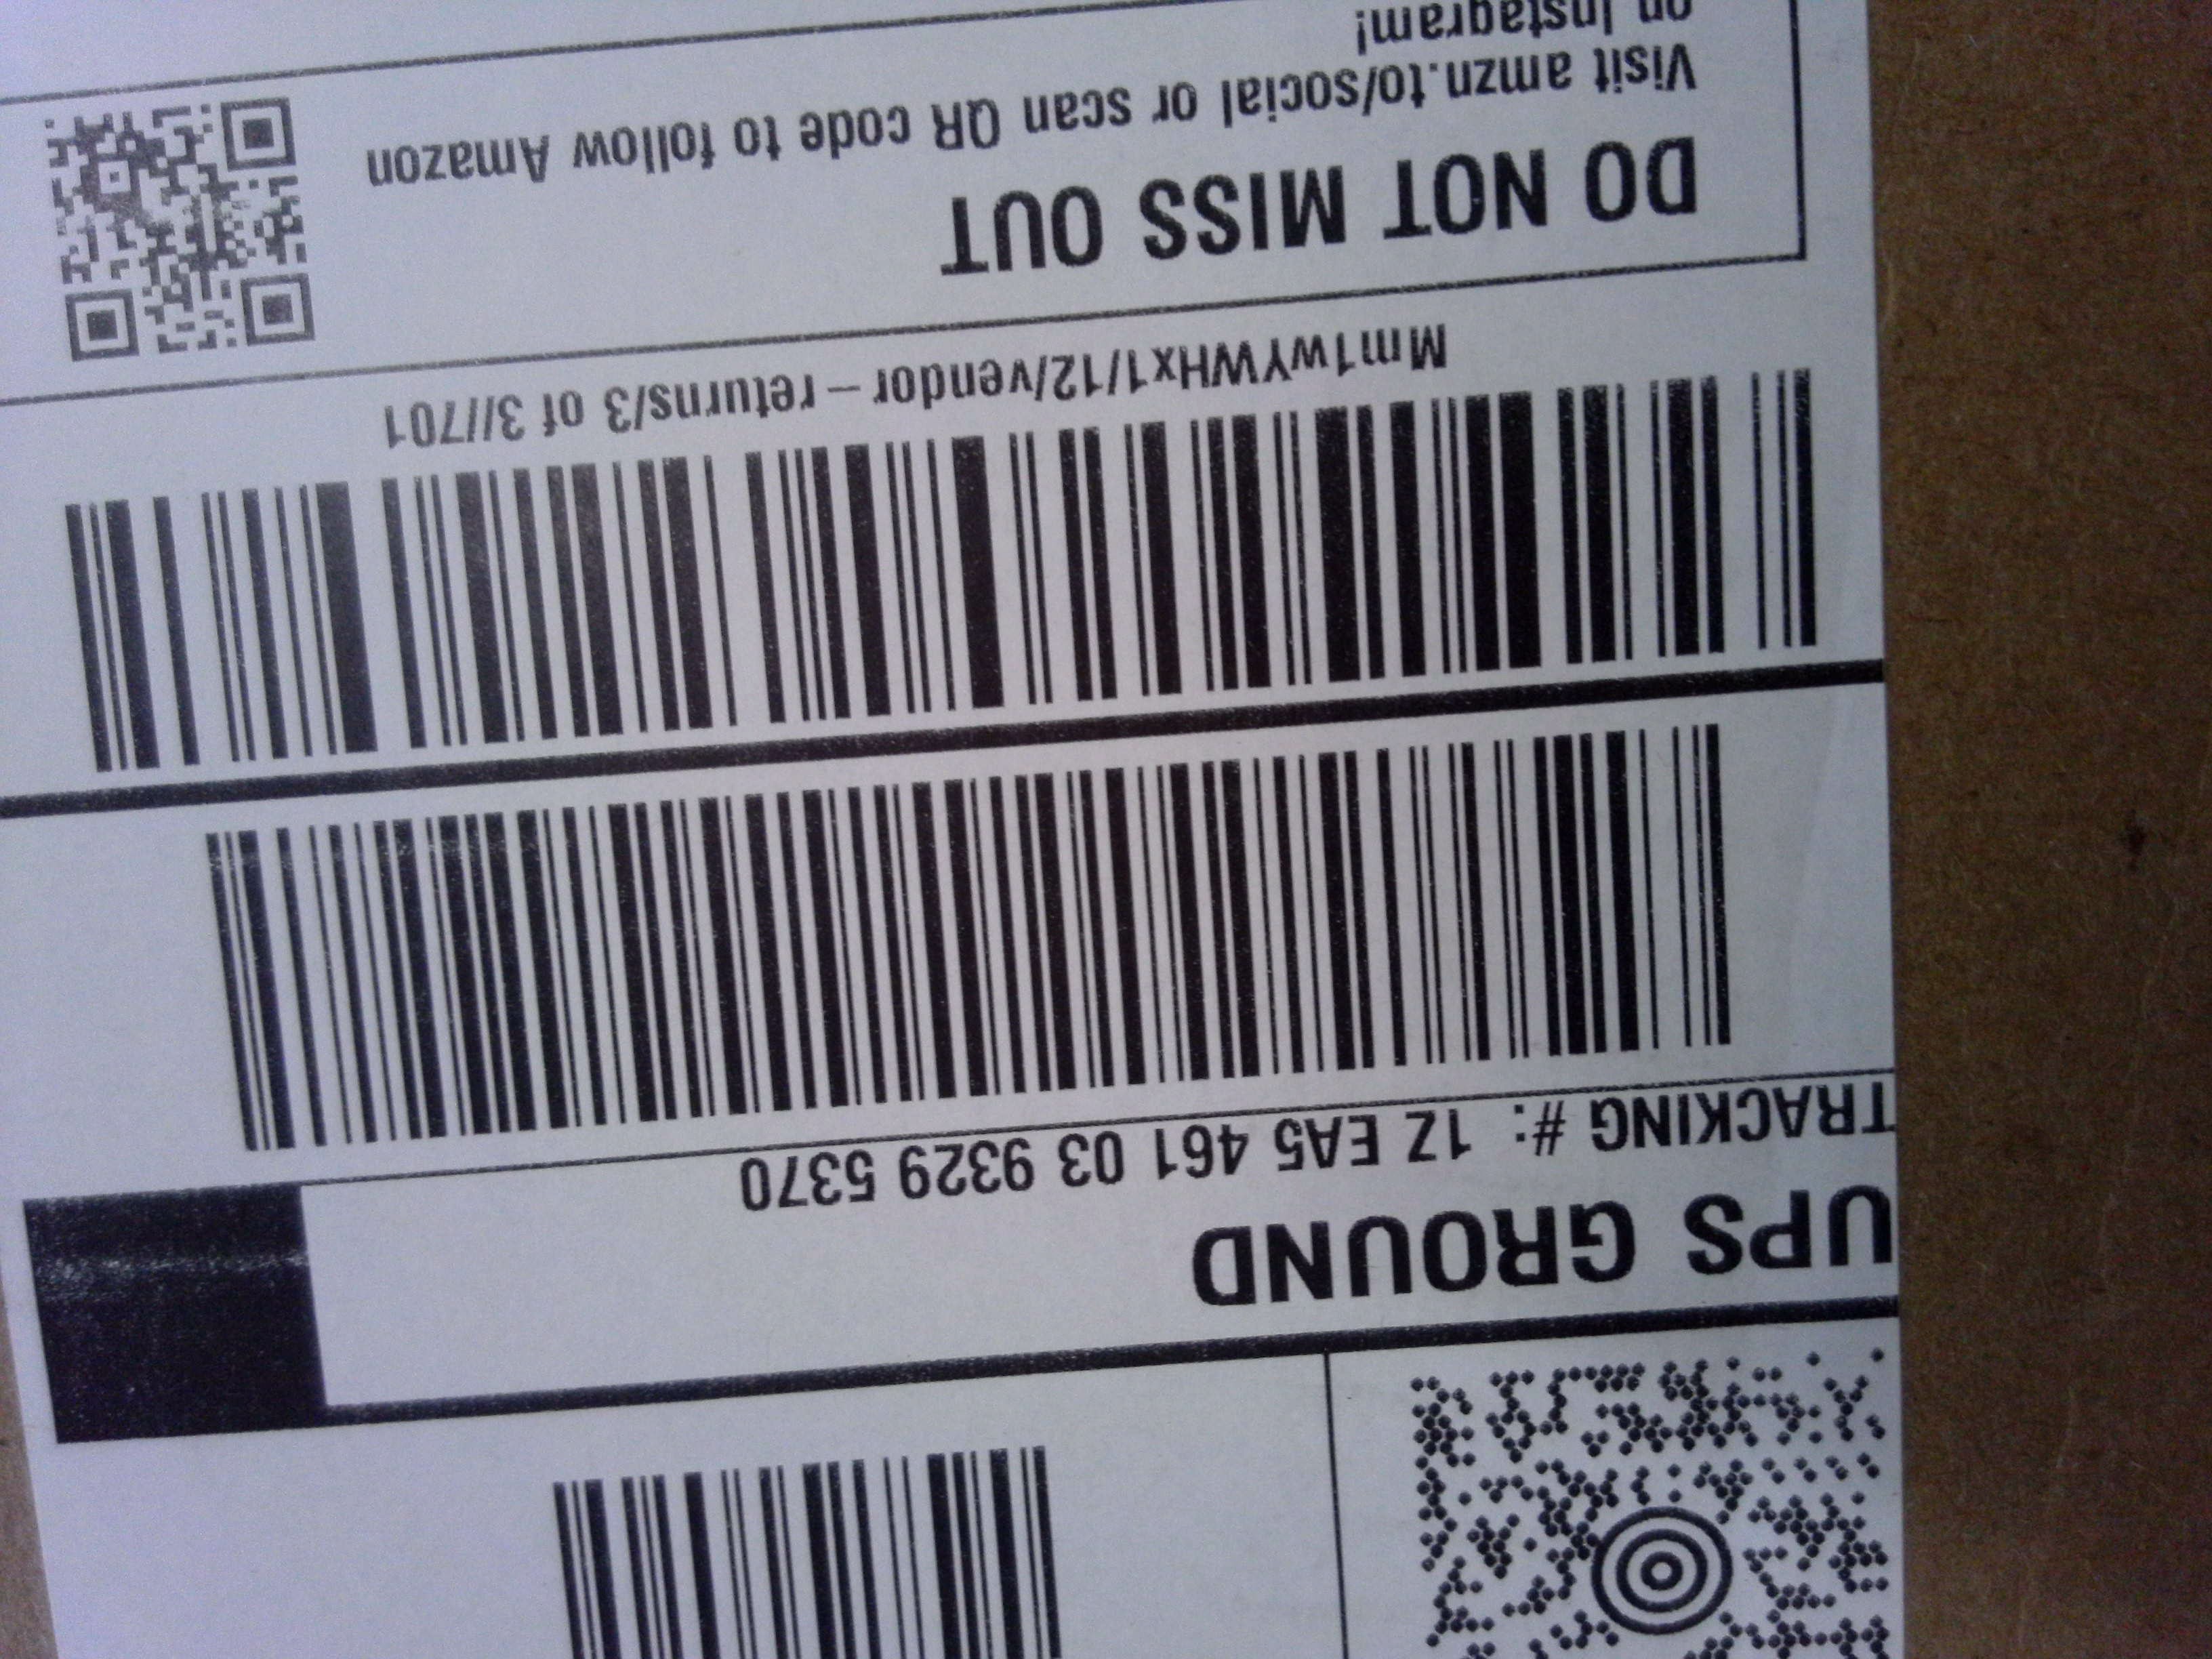 UPS GROUND
TRACKING #: 1Z EA5 461 03 9329 5370
Mm1wYWHx1/12/vendor – returns/3 of 3//701
DO NOT MISS OUT
Visit amzn.to/social or scan QR code to follow Amazon
on Instagram!